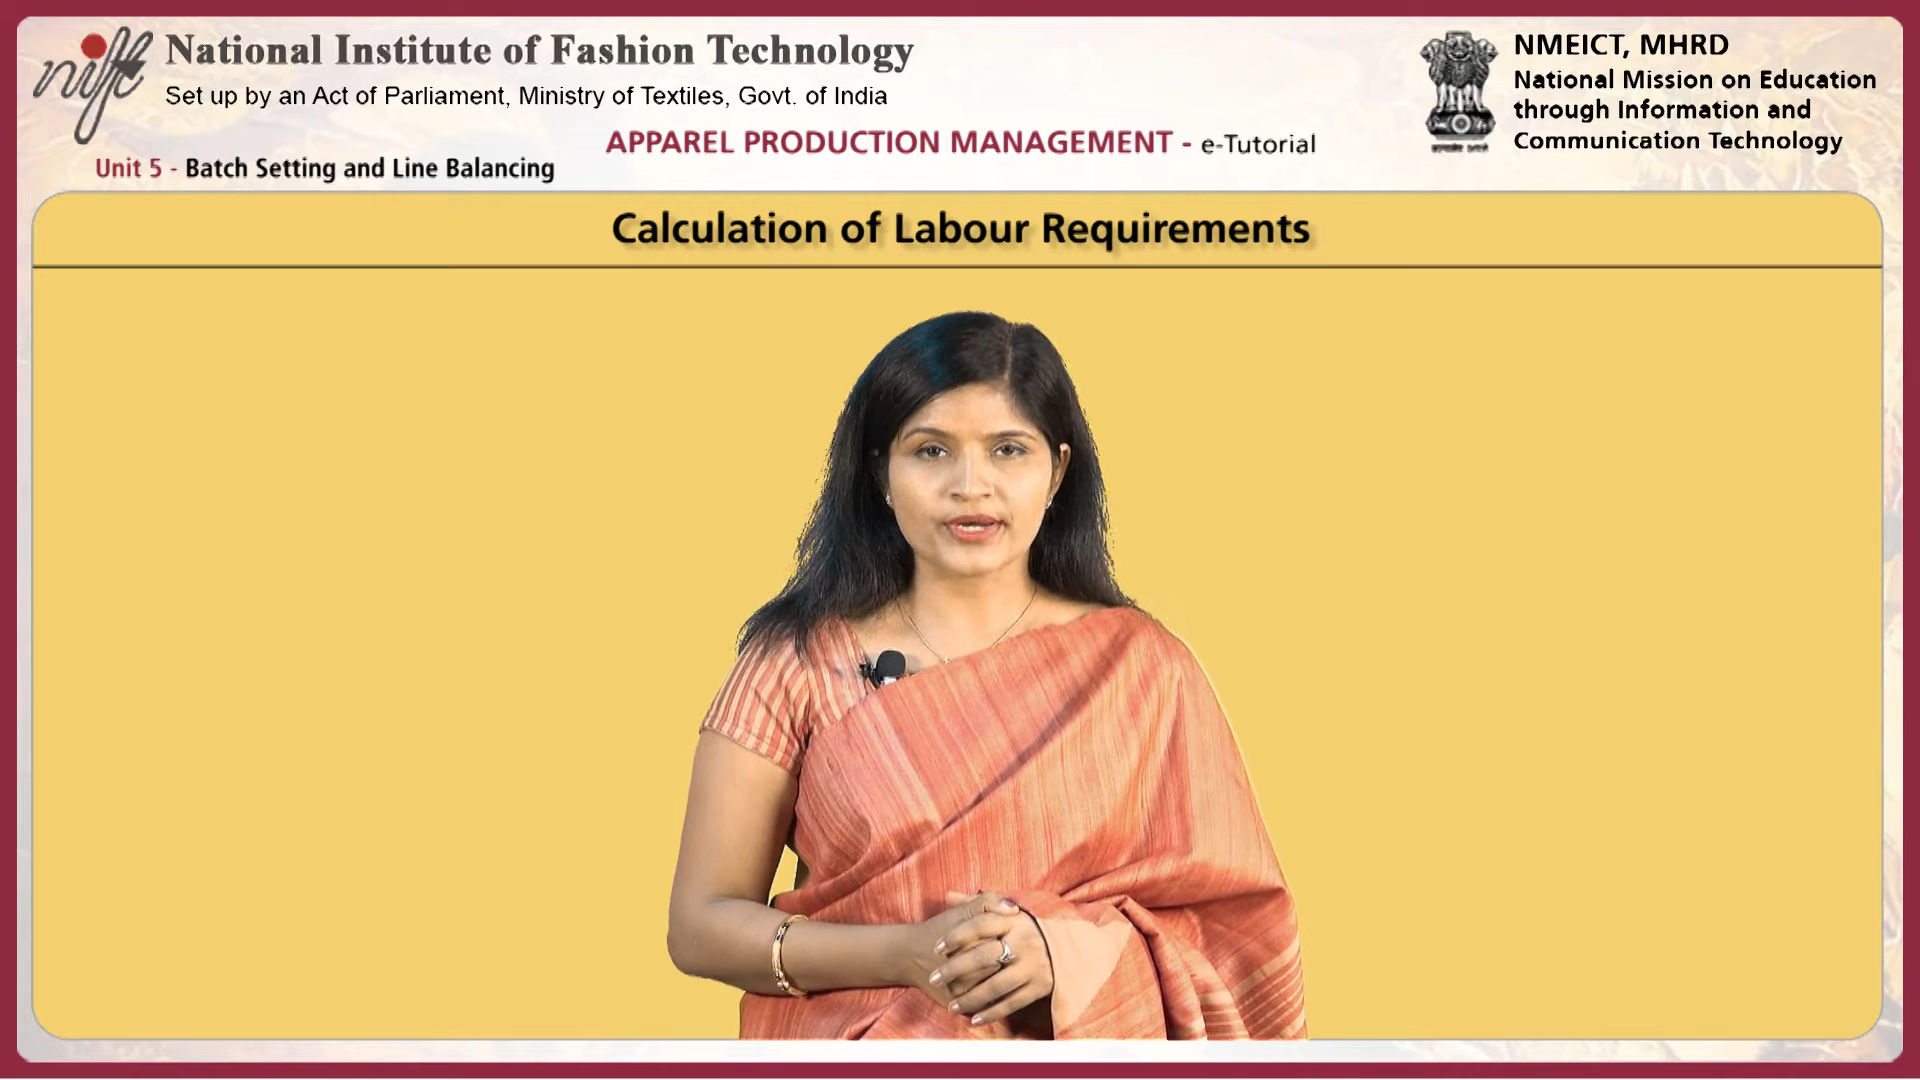 nift
National Institute of Fashion Technology
Set up by an Act of Parliament, Ministry of Textiles, Govt. of India
APPAREL PRODUCTION MANAGEMENT - e-Tutorial
Unit 5 - Batch Setting and Line Balancing
NMEICT, MHRD
National Mission on Education
through Information and
Communication Technology
Calculation of Labour Requirements